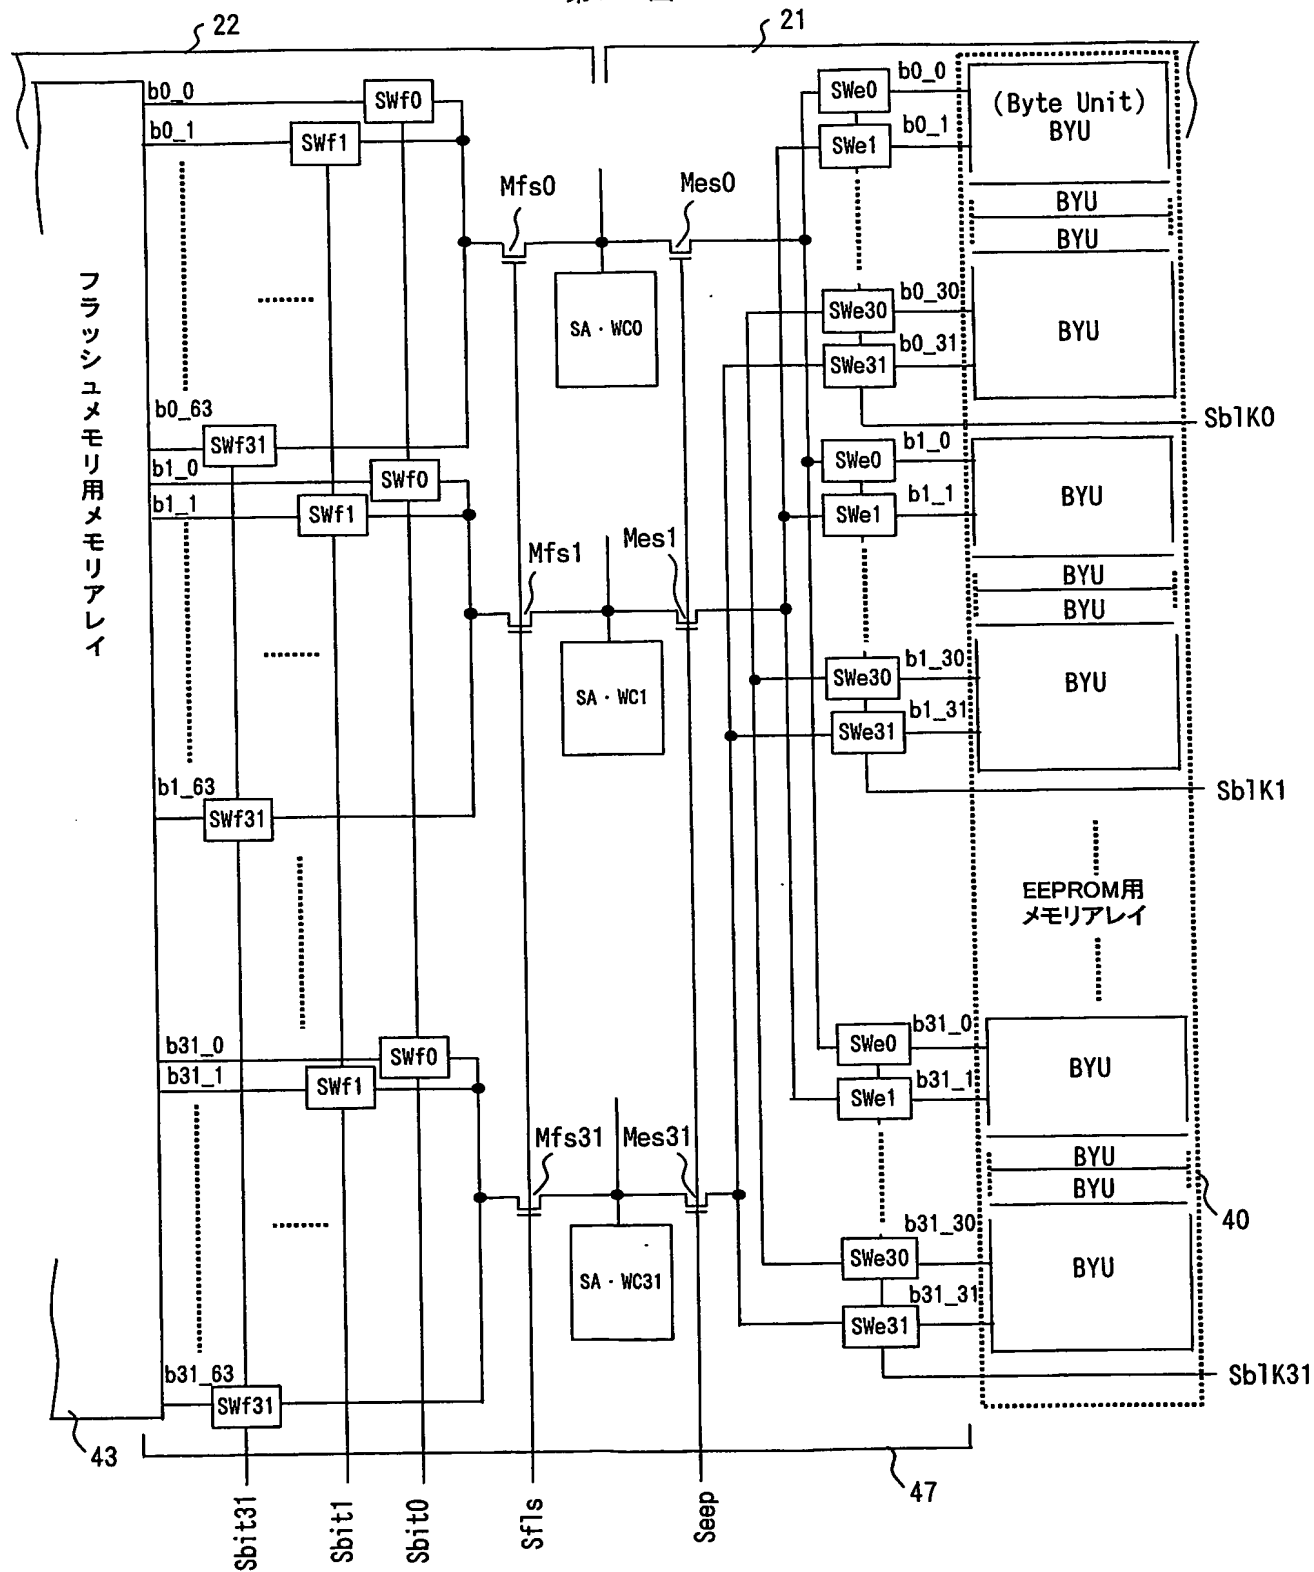 22
21
b0_0
SWf0
b0_1
SWf1
Mfs0
Mes0
SA・WC0
フラッシュメモリ用メモリアレイ
b0_63
SWf31
b1_0
SWf0
b1_1
SWf1
Mfs1
Mes1
SA・WC1
b1_63
SWf31
b31_0
SWf0
b31_1
SWf1
Mfs31
Mes31
SA・WC31
b31_63
SWf31
43
SWe0
b0_0
(Byte Unit)
BYU
SWe1
b0_1
BYU
BYU
SWe30
b0_30
BYU
SWe31
b0_31
SblK0
SWe0
b1_0
BYU
SWe1
b1_1
BYU
BYU
SWe30
b1_30
BYU
SWe31
b1_31
SblK1
EEPROM用
メモリアレイ
SWe0
b31_0
BYU
SWe1
b31_1
BYU
BYU
40
SWe30
b31_30
BYU
SWe31
b31_31
SblK31
47
Sbit31
Sbit1
Sbit0
Sfls
Seep